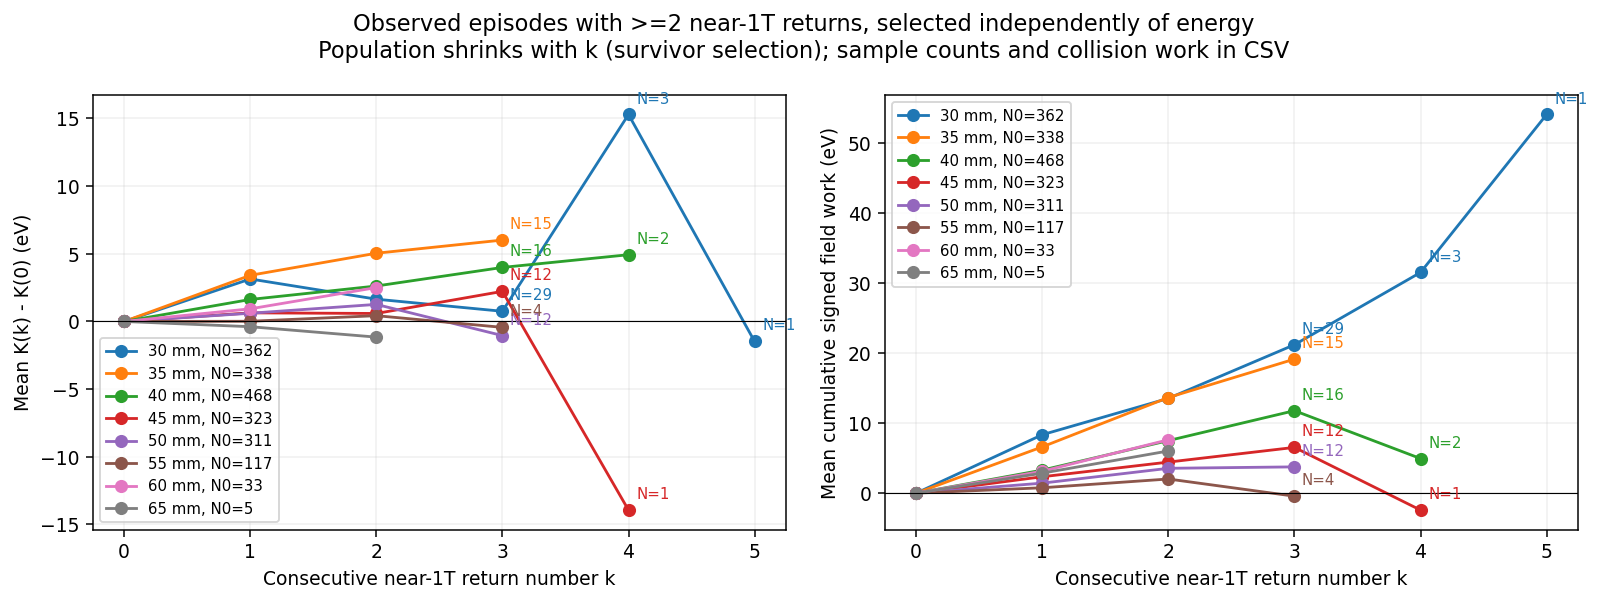 Observed episodes with >=2 near-1T returns, selected independently of energy
Population shrinks with k (survivor selection); sample counts and collision work in CSV
Mean K(k) - K(0) (eV)
15
10
5
0
−5
−10
−15
N=3
N=15
N=16
N=2
N=12
N=29
N=4
N=12
N=1
N=1
30 mm, N0=362
35 mm, N0=338
40 mm, N0=468
45 mm, N0=323
50 mm, N0=311
55 mm, N0=117
60 mm, N0=33
65 mm, N0=5
0 1 2 3 4 5
Consecutive near-1T return number k
Mean cumulative signed field work (eV)
50
40
30
20
10
0
30 mm, N0=362
35 mm, N0=338
40 mm, N0=468
45 mm, N0=323
50 mm, N0=311
55 mm, N0=117
60 mm, N0=33
65 mm, N0=5
N=1
N=3
N=29
N=15
N=16
N=12
N=2
N=12
N=4
N=1
0 1 2 3 4 5
Consecutive near-1T return number k